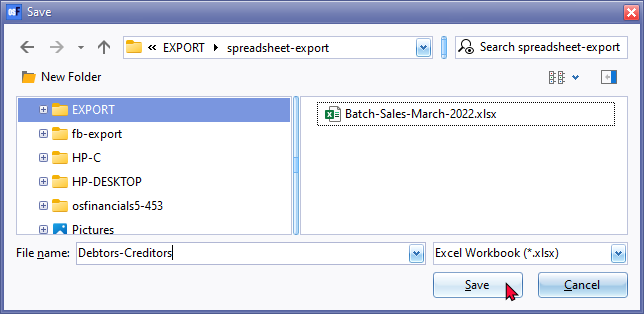 Save
« EXPORT spreadsheet-export
Search spreadsheet-export
New Folder
EXPORT
fb-export
HP-C
HP-DESKTOP
osfinancials5-453
Pictures
Batch-Sales-March-2022.xlsx
File name: Debtors-Creditors
Excel Workbook (*.xlsx)
Save
Cancel